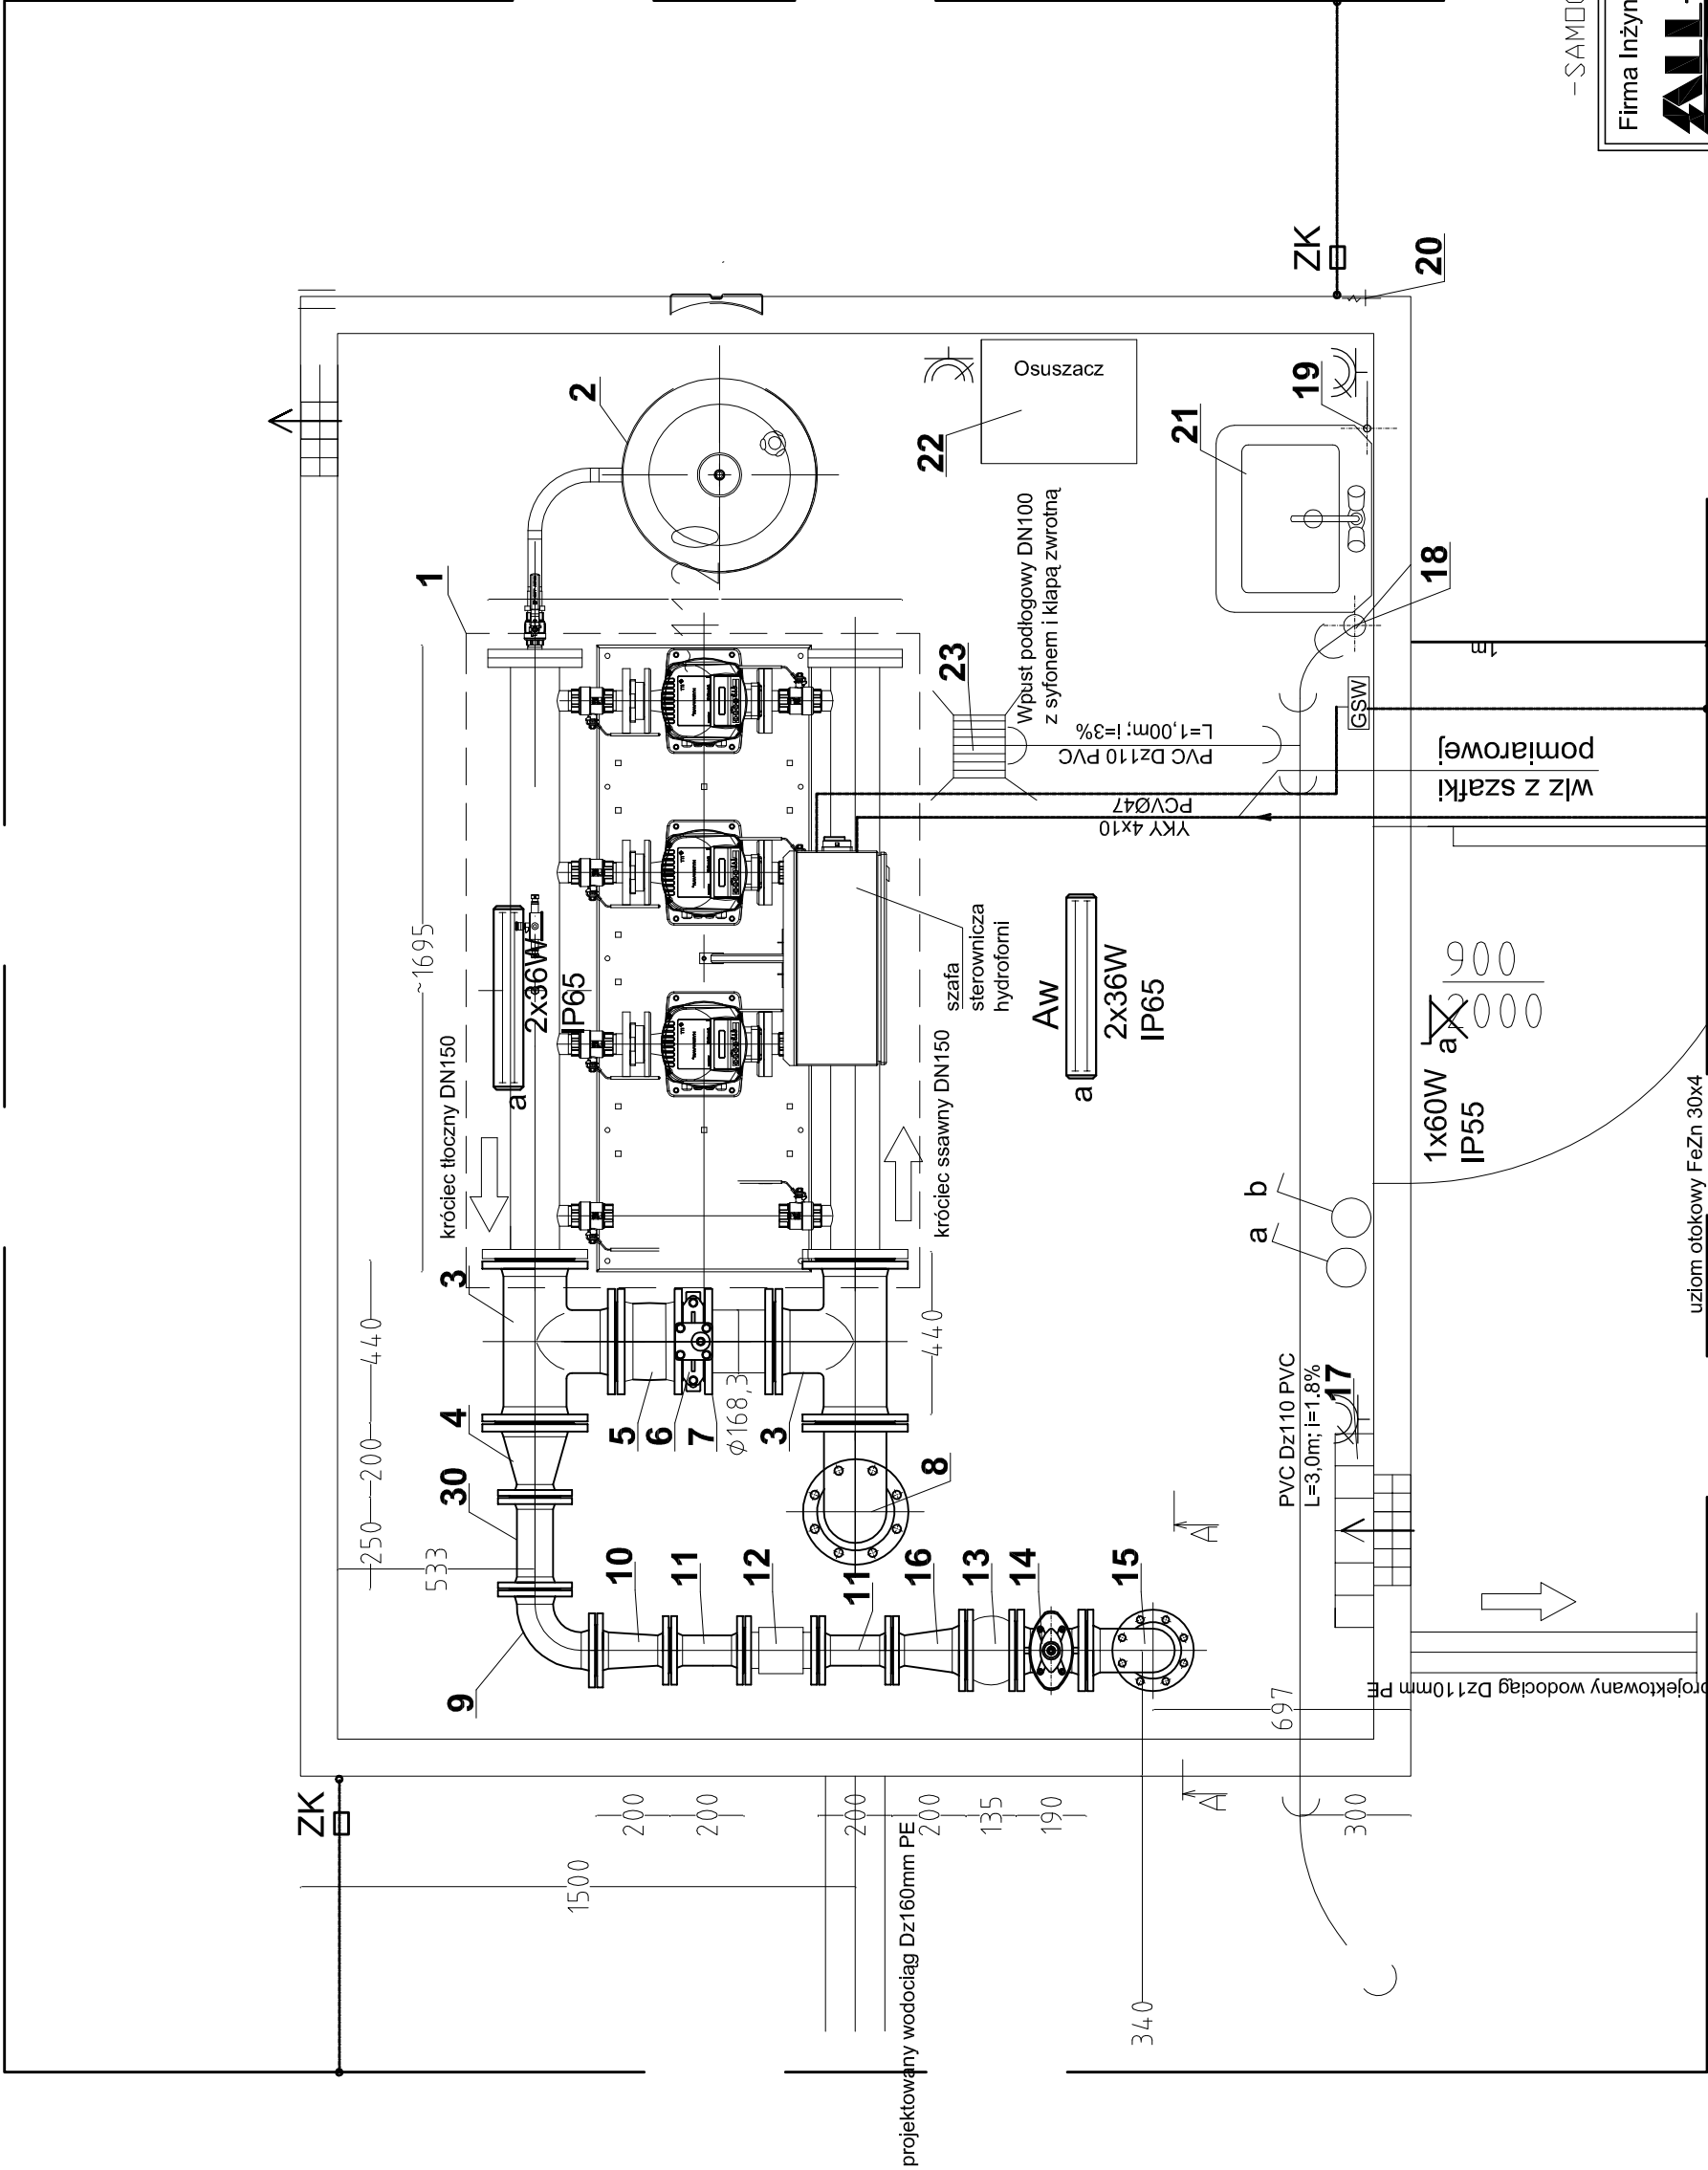 -SAMO
Firma Inżyn
ALL-
ZK
20
19
Osuszacz
22
21
2
18
1
Wpust podłogowy DN100
z syfonem i klapą zwrotną
23
PVC Dz110 PVC
L=1,00m; i=3%
GSW
1m
wlz z szafki
pomiarowej
YKY 4x10
PCVØ47
~1695
a
2x36W
IP65
króciec tłoczny DN150
szafa
sterownicza
hydroforni
króciec ssawny DN150
Aw
a
2x36W
IP65
900
2000
a
1x60W
IP55
b
a
uziom otokowy FeZn 30x4
3
440
440
4
200
5
6
7
ϕ168,3
3
8
30
250
533
PVC Dz110 PVC
L=3,0m; i=1.8%
17
A
9
10
11
12
11
16
13
14
15
697
rojektowany wodociąg Dz110mm PE
ZK
200
200
200
200
135
190
A
300
1500
projektowany wodociąg Dz160mm PE
340